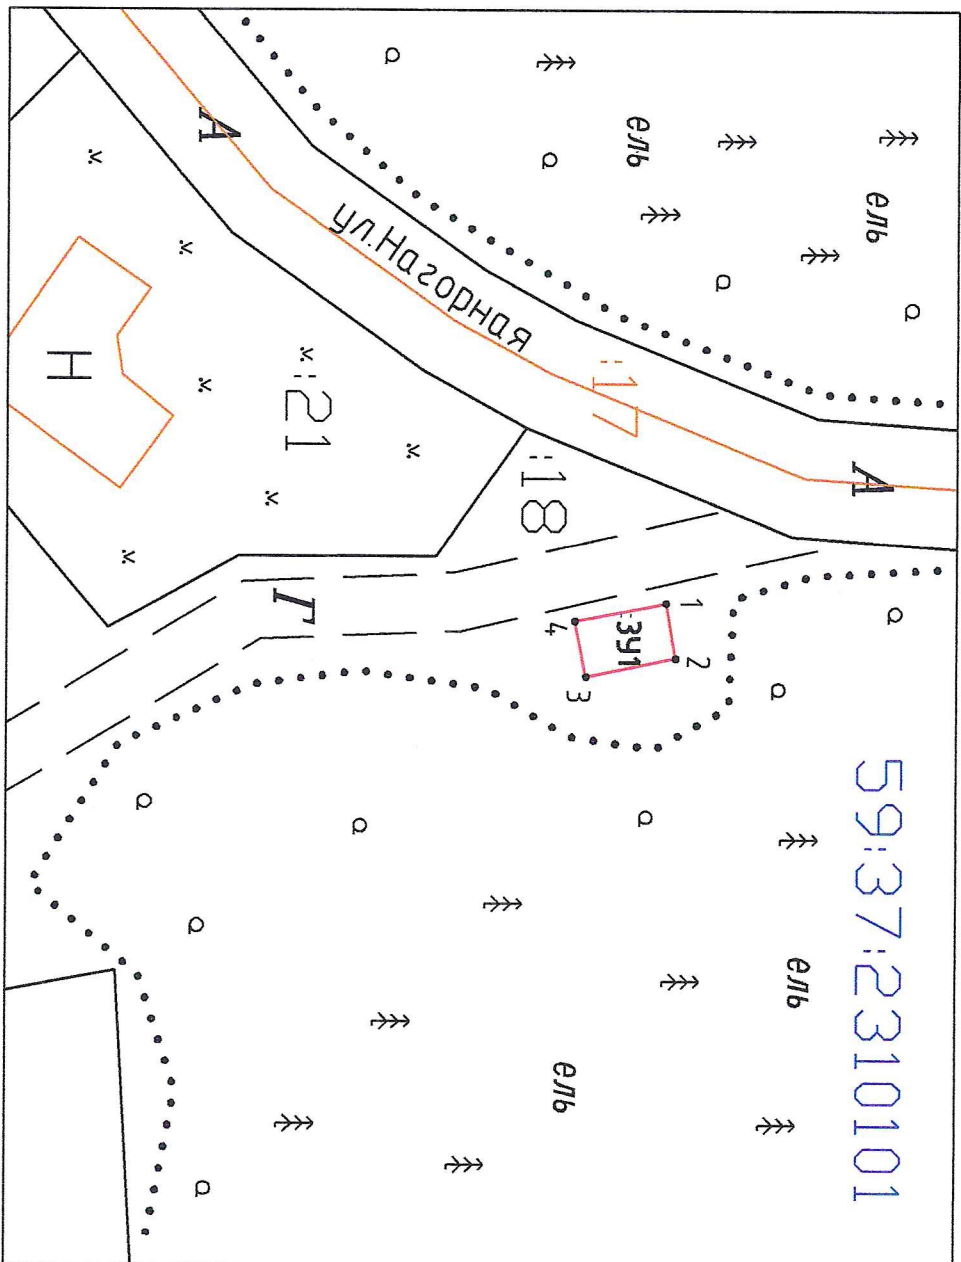 59:37:2310101
ель
А
ель
1
2
ель
:ЗУ1
:17
4
3
ель
:18
ул.Нагорная
:21
Г
А
Н